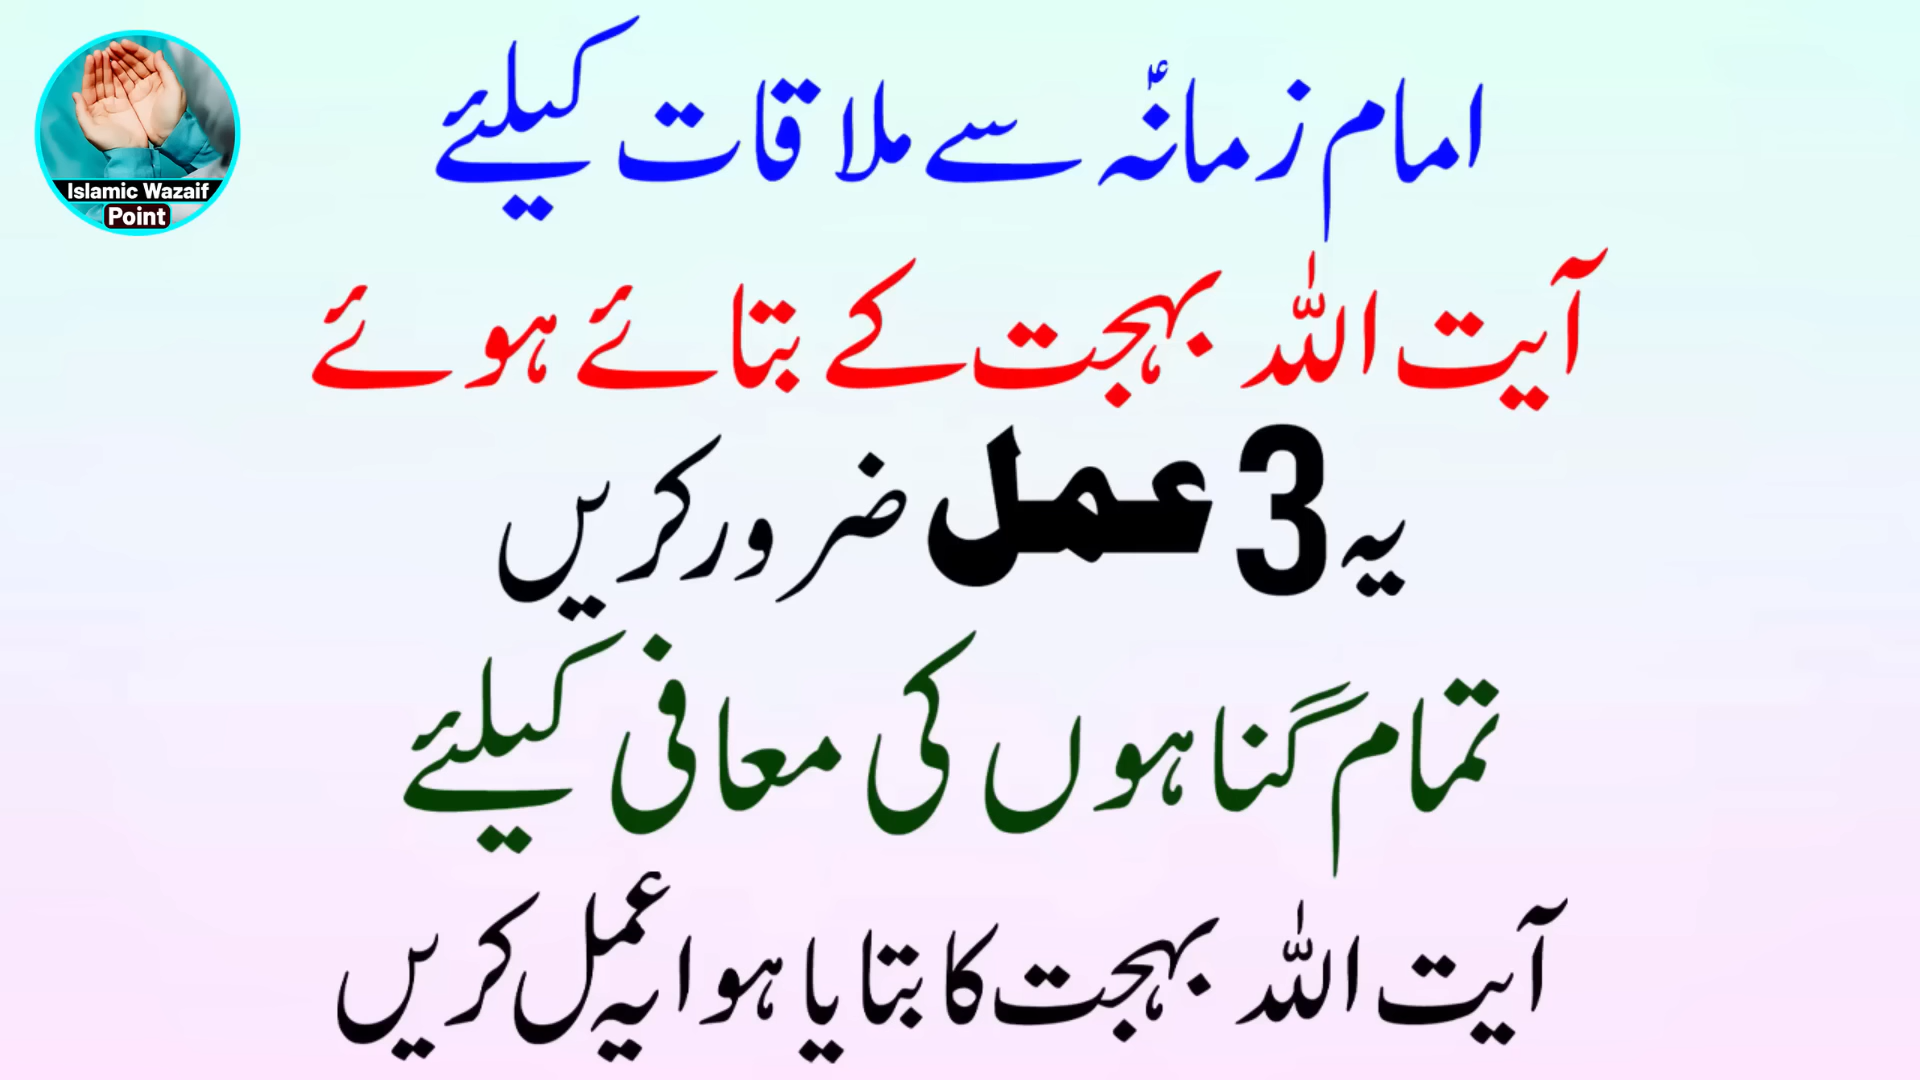 Islamic Wazaif
Point
امام زمانہؑ سے ملاقات کیلئے
آیت اللہ بہجت کے بتائے ہوئے
یہ 3 عمل ضرور کریں
تمام گناہوں کی معافی کیلئے
آیت اللہ بہجت کا بتایا ہوا یہ عمل کریں